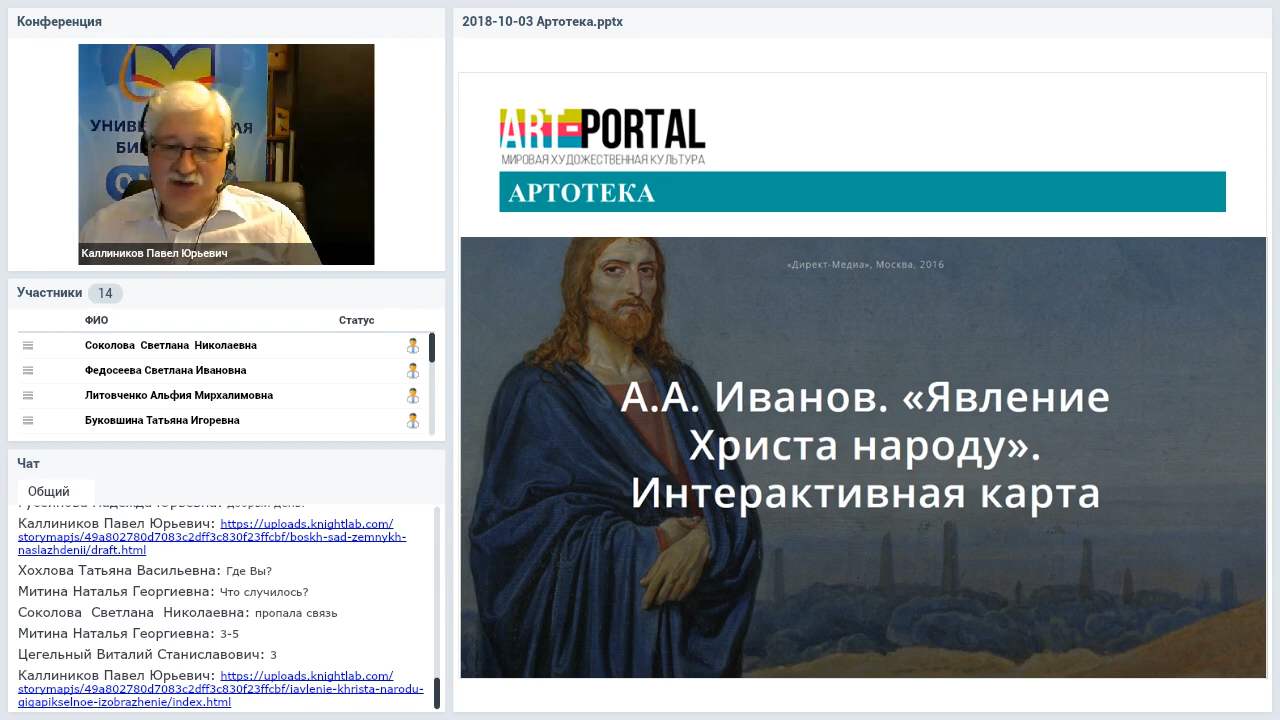 Конференция
УНИВЕ
АЯ
БИ
Каллиников Павел Юрьевич
Участники 14
ФИО Статус
Соколова Светлана Николаевна
Федосеева Светлана Ивановна
Литовченко Альфия Мирхалимовна
Буковшина Татьяна Игоревна
Чат
Общий
Каллиников Павел Юрьевич: https://uploads.knightlab.com/
storymapjs/49a802780d7083c2dff3c830f23ffcbf/boskh-sad-zemnykh-
naslazhdenii/draft.html
Хохлова Татьяна Васильевна: Где Вы?
Митина Наталья Георгиевна: Что случилось?
Соколова Светлана Николаевна: пропала связь
Митина Наталья Георгиевна: 3-5
Цегельный Виталий Станиславович: 3
Каллиников Павел Юрьевич: https://uploads.knightlab.com/
storymapjs/49a802780d7083c2dff3c830f23ffcbf/iavlenie-khrista-narodu-
gigapikselnoe-izobrazhenie/index.html
2018-10-03 Артотека.pptx
ART-PORTAL
МИРОВАЯ ХУДОЖЕСТВЕННАЯ КУЛЬТУРА
АРТОТЕКА
«Директ-Медиа», Москва, 2016
А.А. Иванов. «Явление
Христа народу».
Интерактивная карта